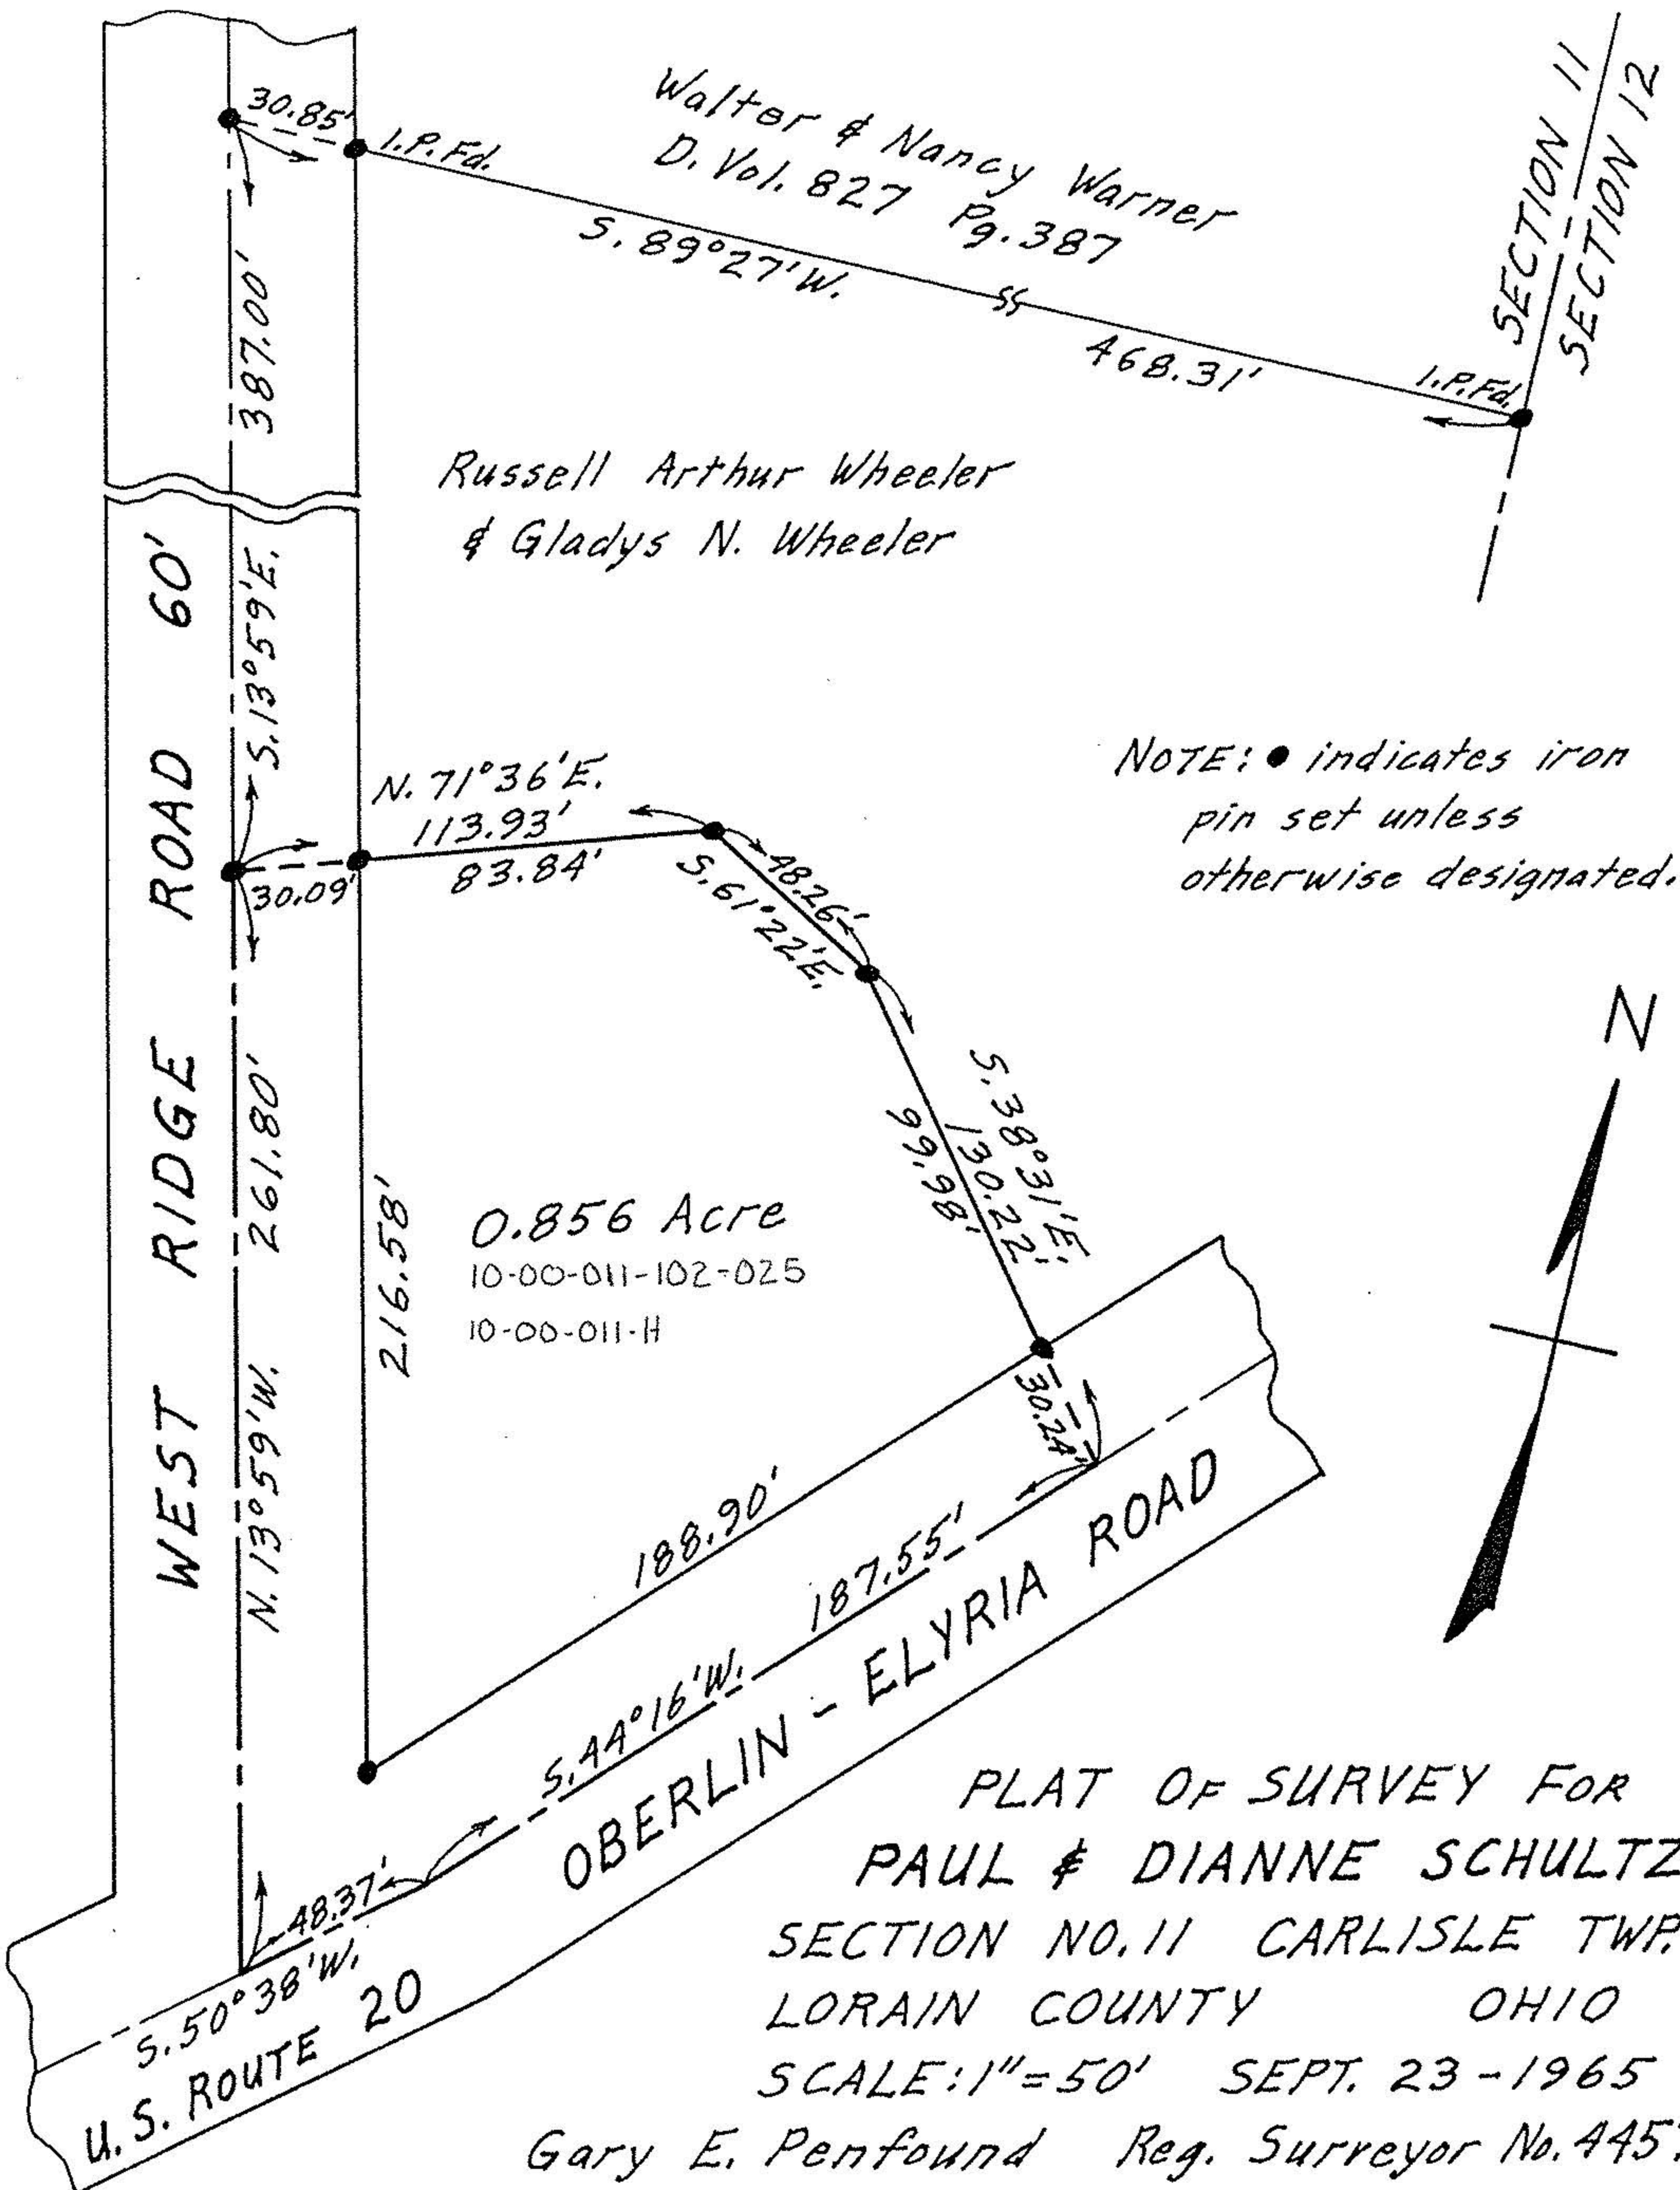 30.85'
I.P.Fd.
Walter & Nancy Warner
D. Vol. 827 Pg. 387
S. 89°27'W.
468.31'
I.P.Fd.
SECTION 11
SECTION 12
387.00'
S. 13°59'E.
Russell Arthur Wheeler
& Gladys N. Wheeler
WEST RIDGE ROAD 60'
N. 71°36'E.
113.93'
83.84'
30.09'
48.26'
S. 61°22'E.
NOTE: ● indicates iron
pin set unless
otherwise designated.
N
S. 38°31'E.
130.22'
99.98'
261.80'
N. 13°59'W.
216.58'
0.856 Acre
10-00-011-102-025
10-00-011-H
30.24'
188.90'
187.55'
S. 44°16'W.
OBERLIN - ELYRIA ROAD
48.37'
S. 50°38'W.
U.S. ROUTE 20
PLAT OF SURVEY FOR
PAUL & DIANNE SCHULTZ
SECTION NO. 11 CARLISLE TWP.
LORAIN COUNTY OHIO
SCALE: 1"=50' SEPT. 23-1965
Gary E. Penfound Reg. Surveyor No.